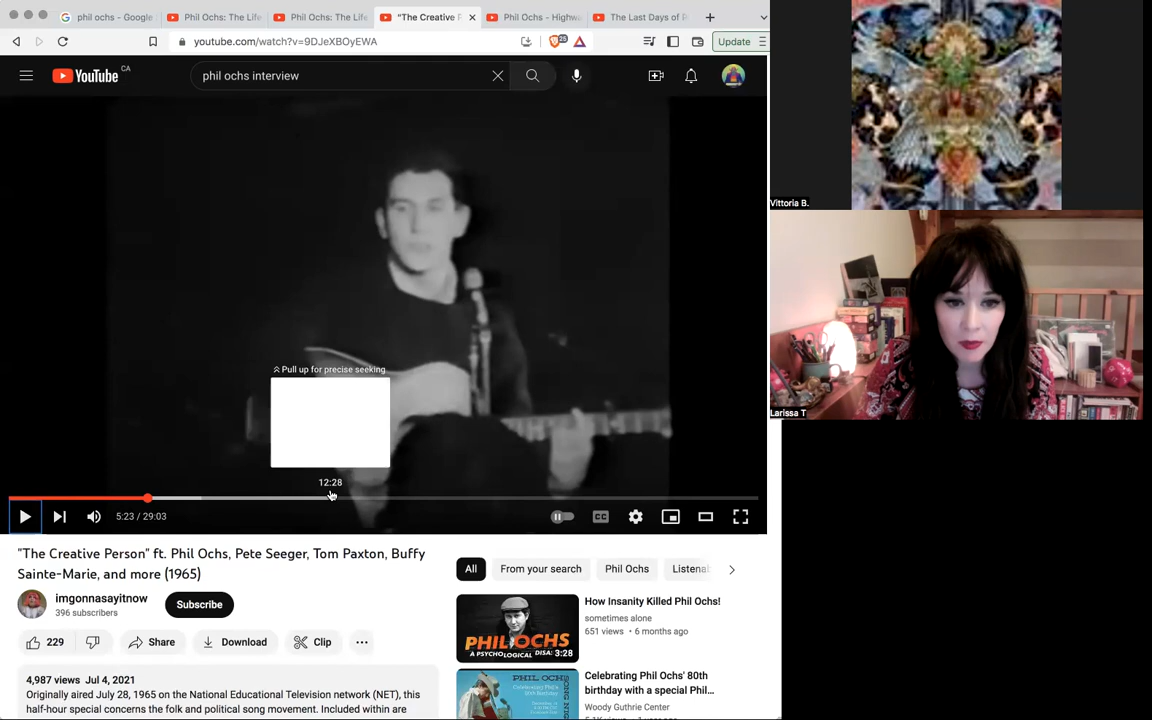 phil ochs - Google
Phil Ochs: The Life
Phil Ochs: The Life
"The Creative P
Phil Ochs - Highw
The Last Days of P
youtube.com/watch?v=9DJeXBOyEWA
25
Update
YouTube CA
phil ochs interview
Vittoria B.
Pull up for precise seeking
12:28
5:23 / 29:03
CC
Larissa T
"The Creative Person" ft. Phil Ochs, Pete Seeger, Tom Paxton, Buffy
Sainte-Marie, and more (1965)
imgonnasayitnow
396 subscribers
Subscribe
229
Share
Download
Clip
4,987 views Jul 4, 2021
Originally aired July 28, 1965 on the National Educational Television network (NET), this
half-hour special concerns the folk and political song movement. Included within are
All
From your search
Phil Ochs
Listenab
PHIL OCHS
A PSYCHOLOGICAL DISA
3:28
How Insanity Killed Phil Ochs!
sometimes alone
651 views • 6 months ago
Celebrating Phil Ochs' 80th
birthday with a special Phil...
Woody Guthrie Center